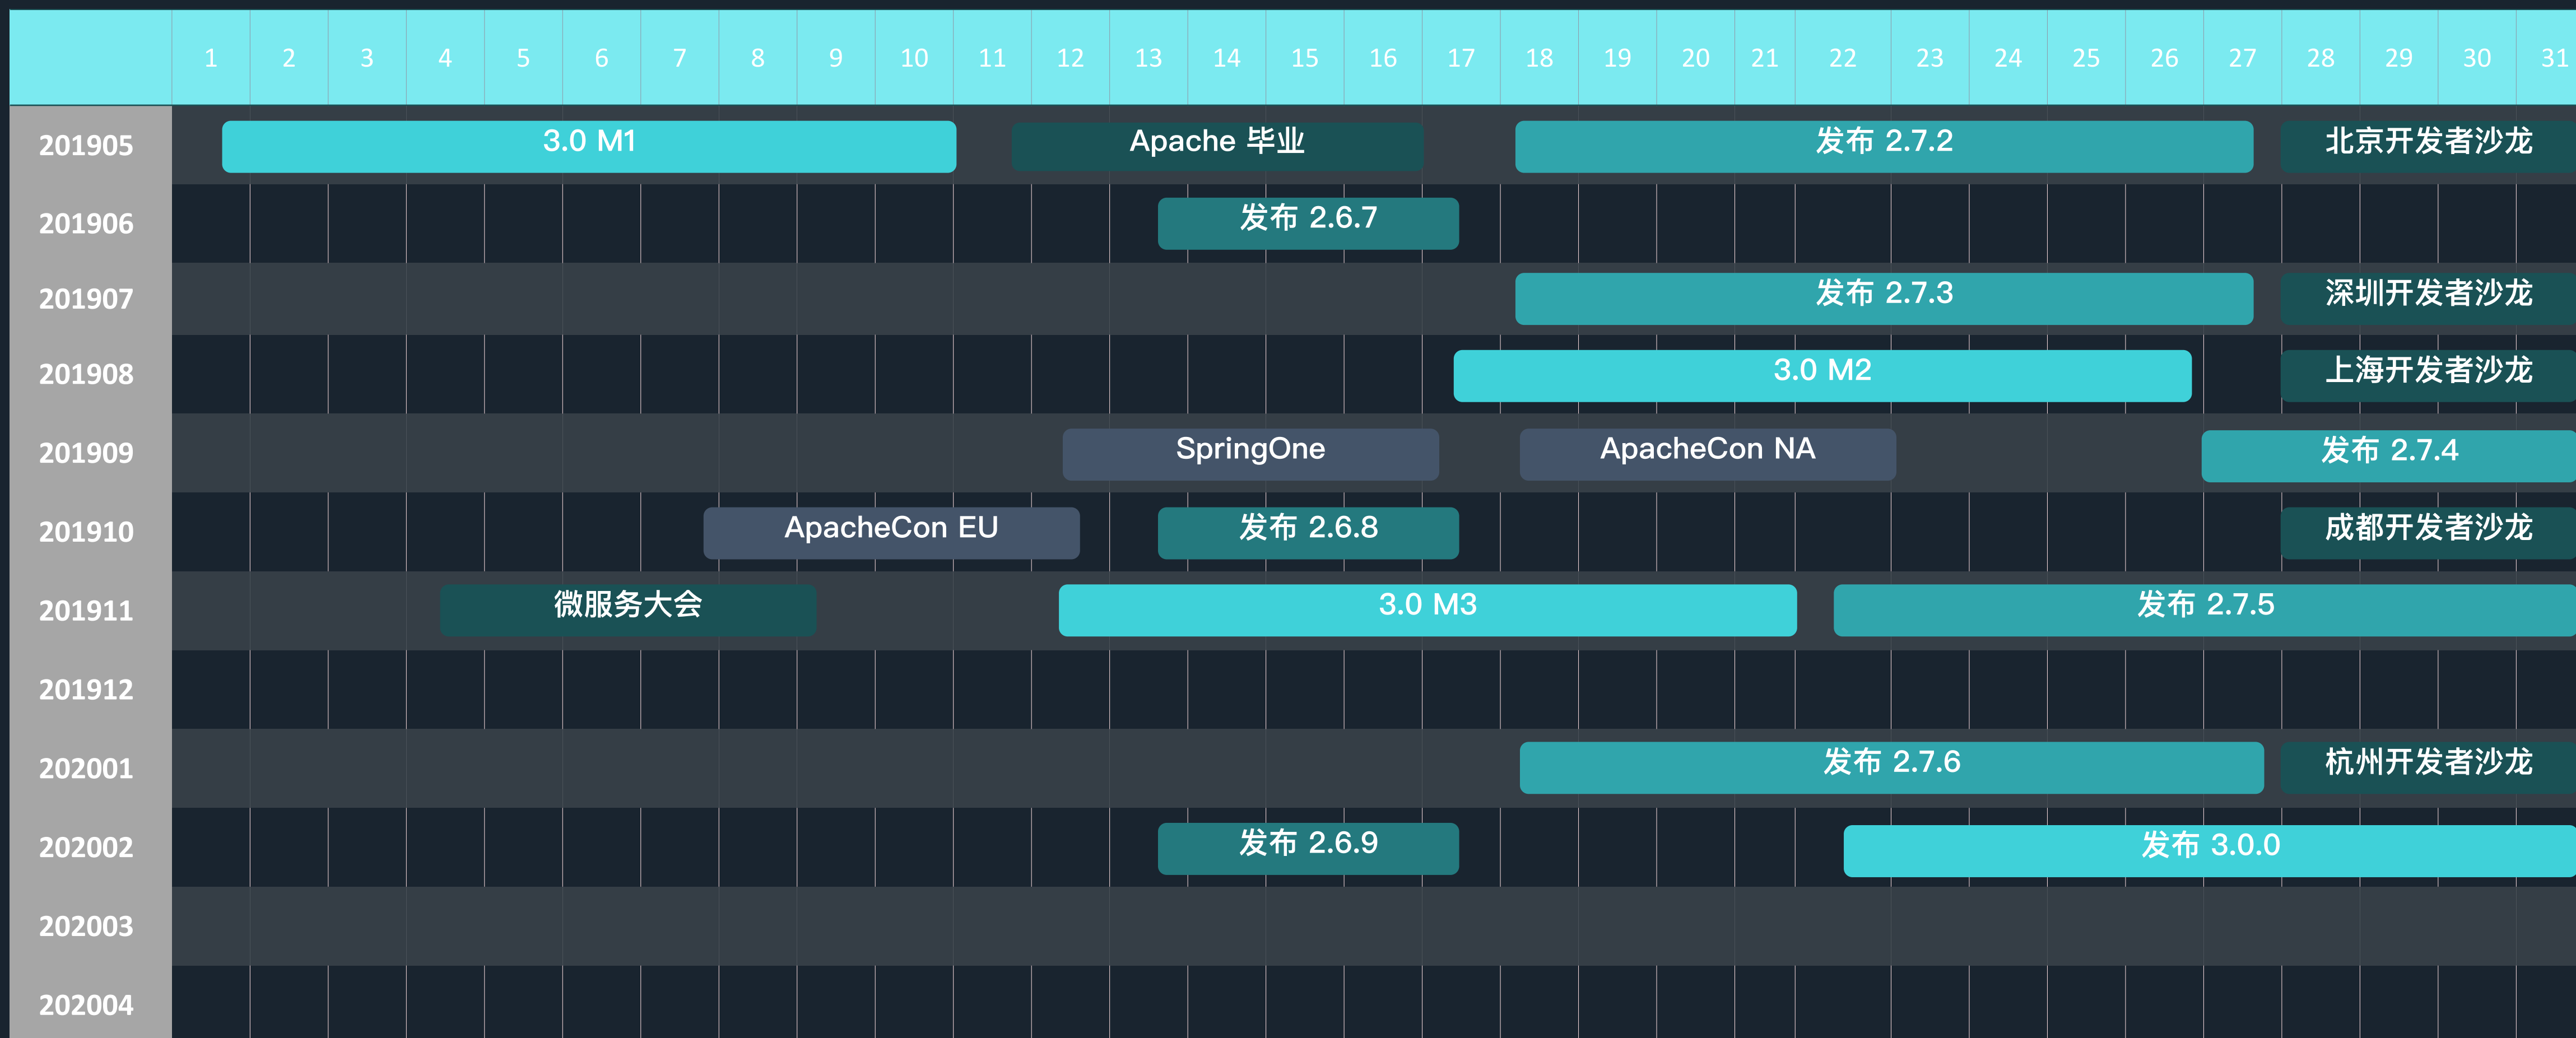 1 2 3 4 5 6 7 8 9 10 11 12 13 14 15 16 17 18 19 20 21 22 23 24 25 26 27 28 29 30 31
201905 3.0 M1 Apache 毕业 发布 2.7.2 北京开发者沙龙
201906 发布 2.6.7
201907 发布 2.7.3 深圳开发者沙龙
201908 3.0 M2 上海开发者沙龙
201909 SpringOne ApacheCon NA 发布 2.7.4
201910 ApacheCon EU 发布 2.6.8 成都开发者沙龙
201911 微服务大会 3.0 M3 发布 2.7.5
201912
202001 发布 2.7.6 杭州开发者沙龙
202002 发布 2.6.9 发布 3.0.0
202003
202004